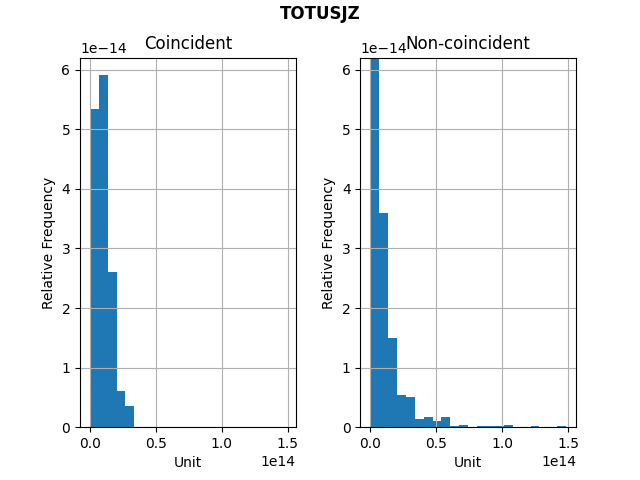 TOTUSJZ
Coincident
1e−14
6
5
4
3
2
1
0
Relative Frequency
0.0 0.5 1.0 1.5
1e14
Unit
Non-coincident
1e−14
6
5
4
3
2
1
0
Relative Frequency
0.0 0.5 1.0 1.5
1e14
Unit